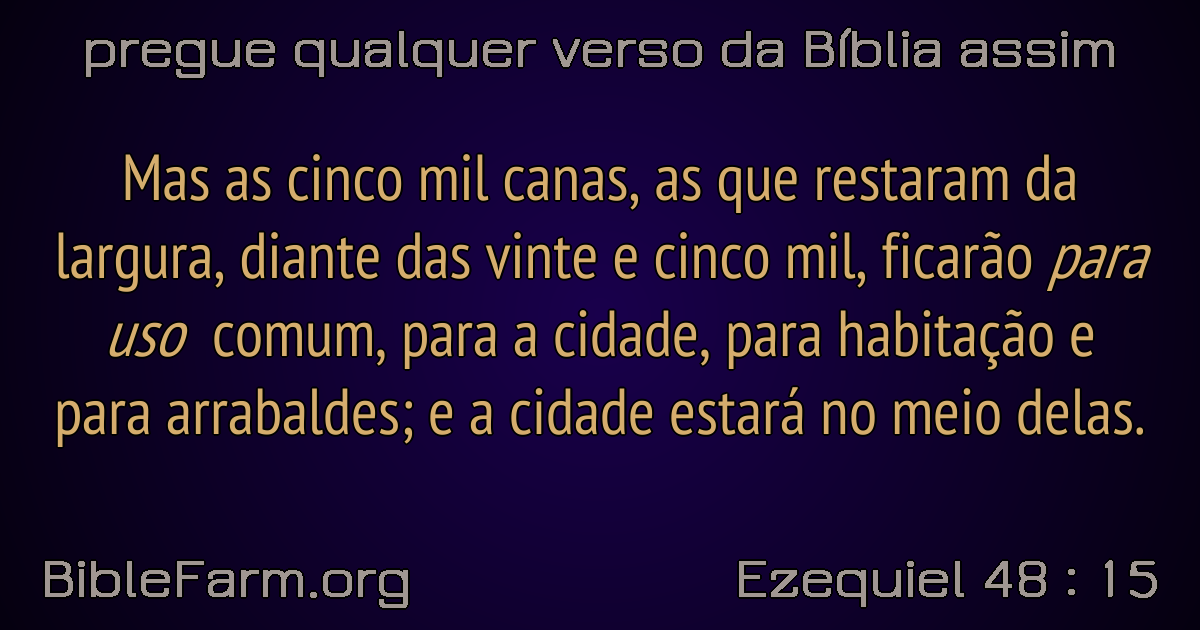 pregue qualquer verso da Bíblia assim
Mas as cinco mil canas, as que restaram da
largura, diante das vinte e cinco mil, ficarão para
uso comum, para a cidade, para habitação e
para arrabaldes; e a cidade estará no meio delas.
BibleFarm.org
Ezequiel 48 : 15